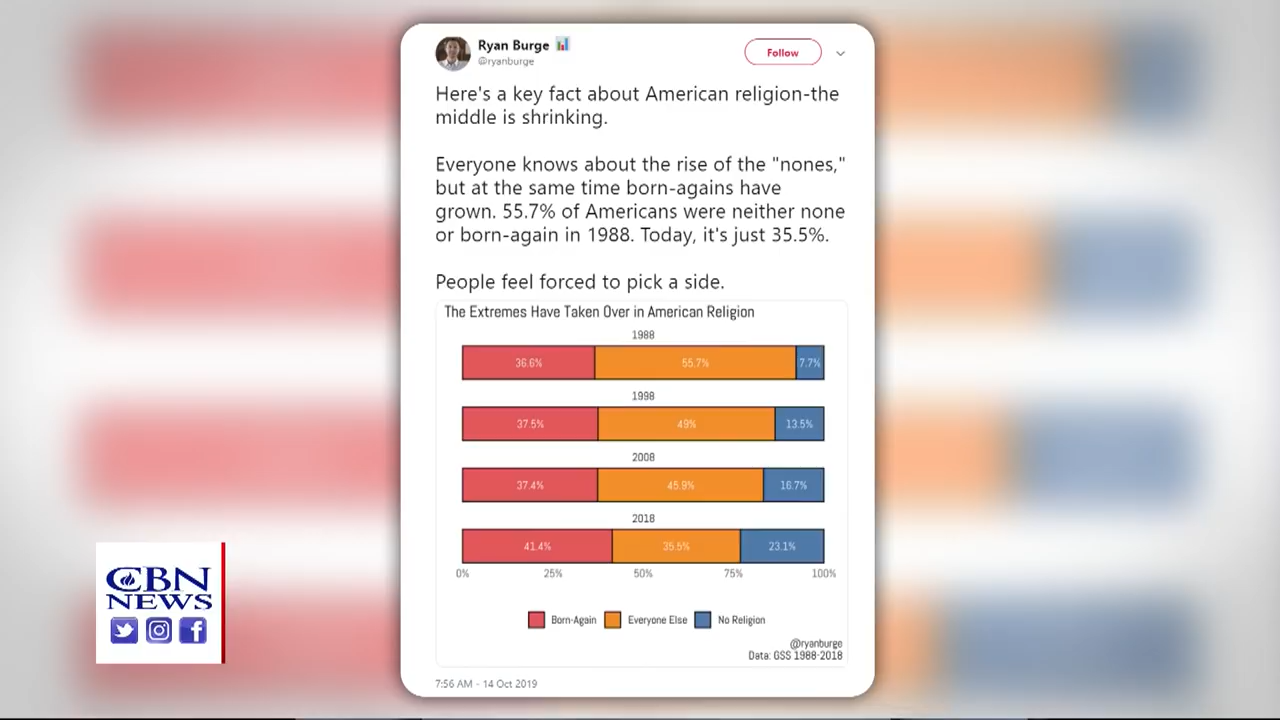 Ryan Burge
@ryanburge
Follow
Here's a key fact about American religion-the
middle is shrinking.
Everyone knows about the rise of the "nones,"
but at the same time born-agains have
grown. 55.7% of Americans were neither none
or born-again in 1988. Today, it's just 35.5%.
People feel forced to pick a side.
The Extremes Have Taken Over in American Religion
1988
36.6% 55.7% 7.7%
1998
37.5% 49% 13.5%
2008
37.4% 45.9% 16.7%
2018
41.4% 35.5% 23.1%
0% 25% 50% 75% 100%
Born-Again Everyone Else No Religion
@ryanburge
Data: GSS 1988-2018
7:56 AM - 14 Oct 2019
CBN
NEWS